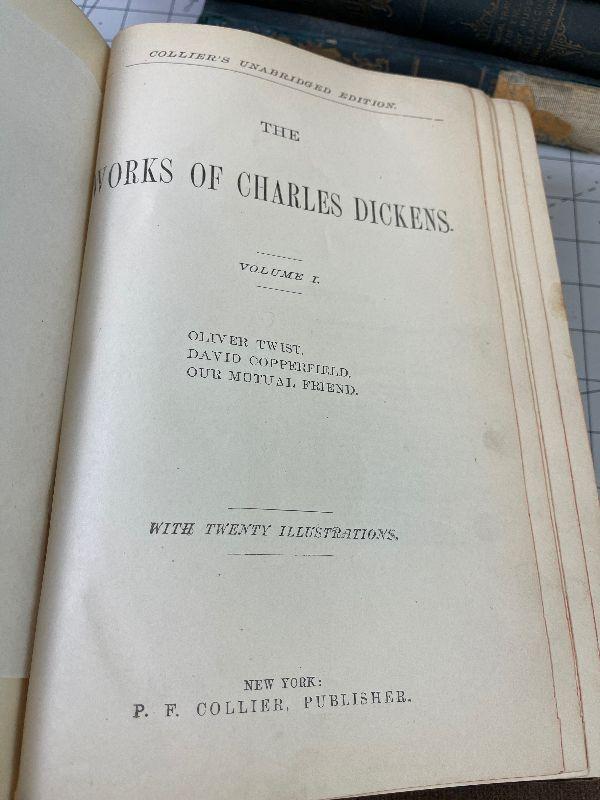 COLLIER'S UNABRIDGED EDITION.
THE
WORKS OF CHARLES DICKENS.
VOLUME I.
OLIVER TWIST,
DAVID COPPERFIELD,
OUR MUTUAL FRIEND.
WITH TWENTY ILLUSTRATIONS.
NEW YORK:
P. F. COLLIER, PUBLISHER.